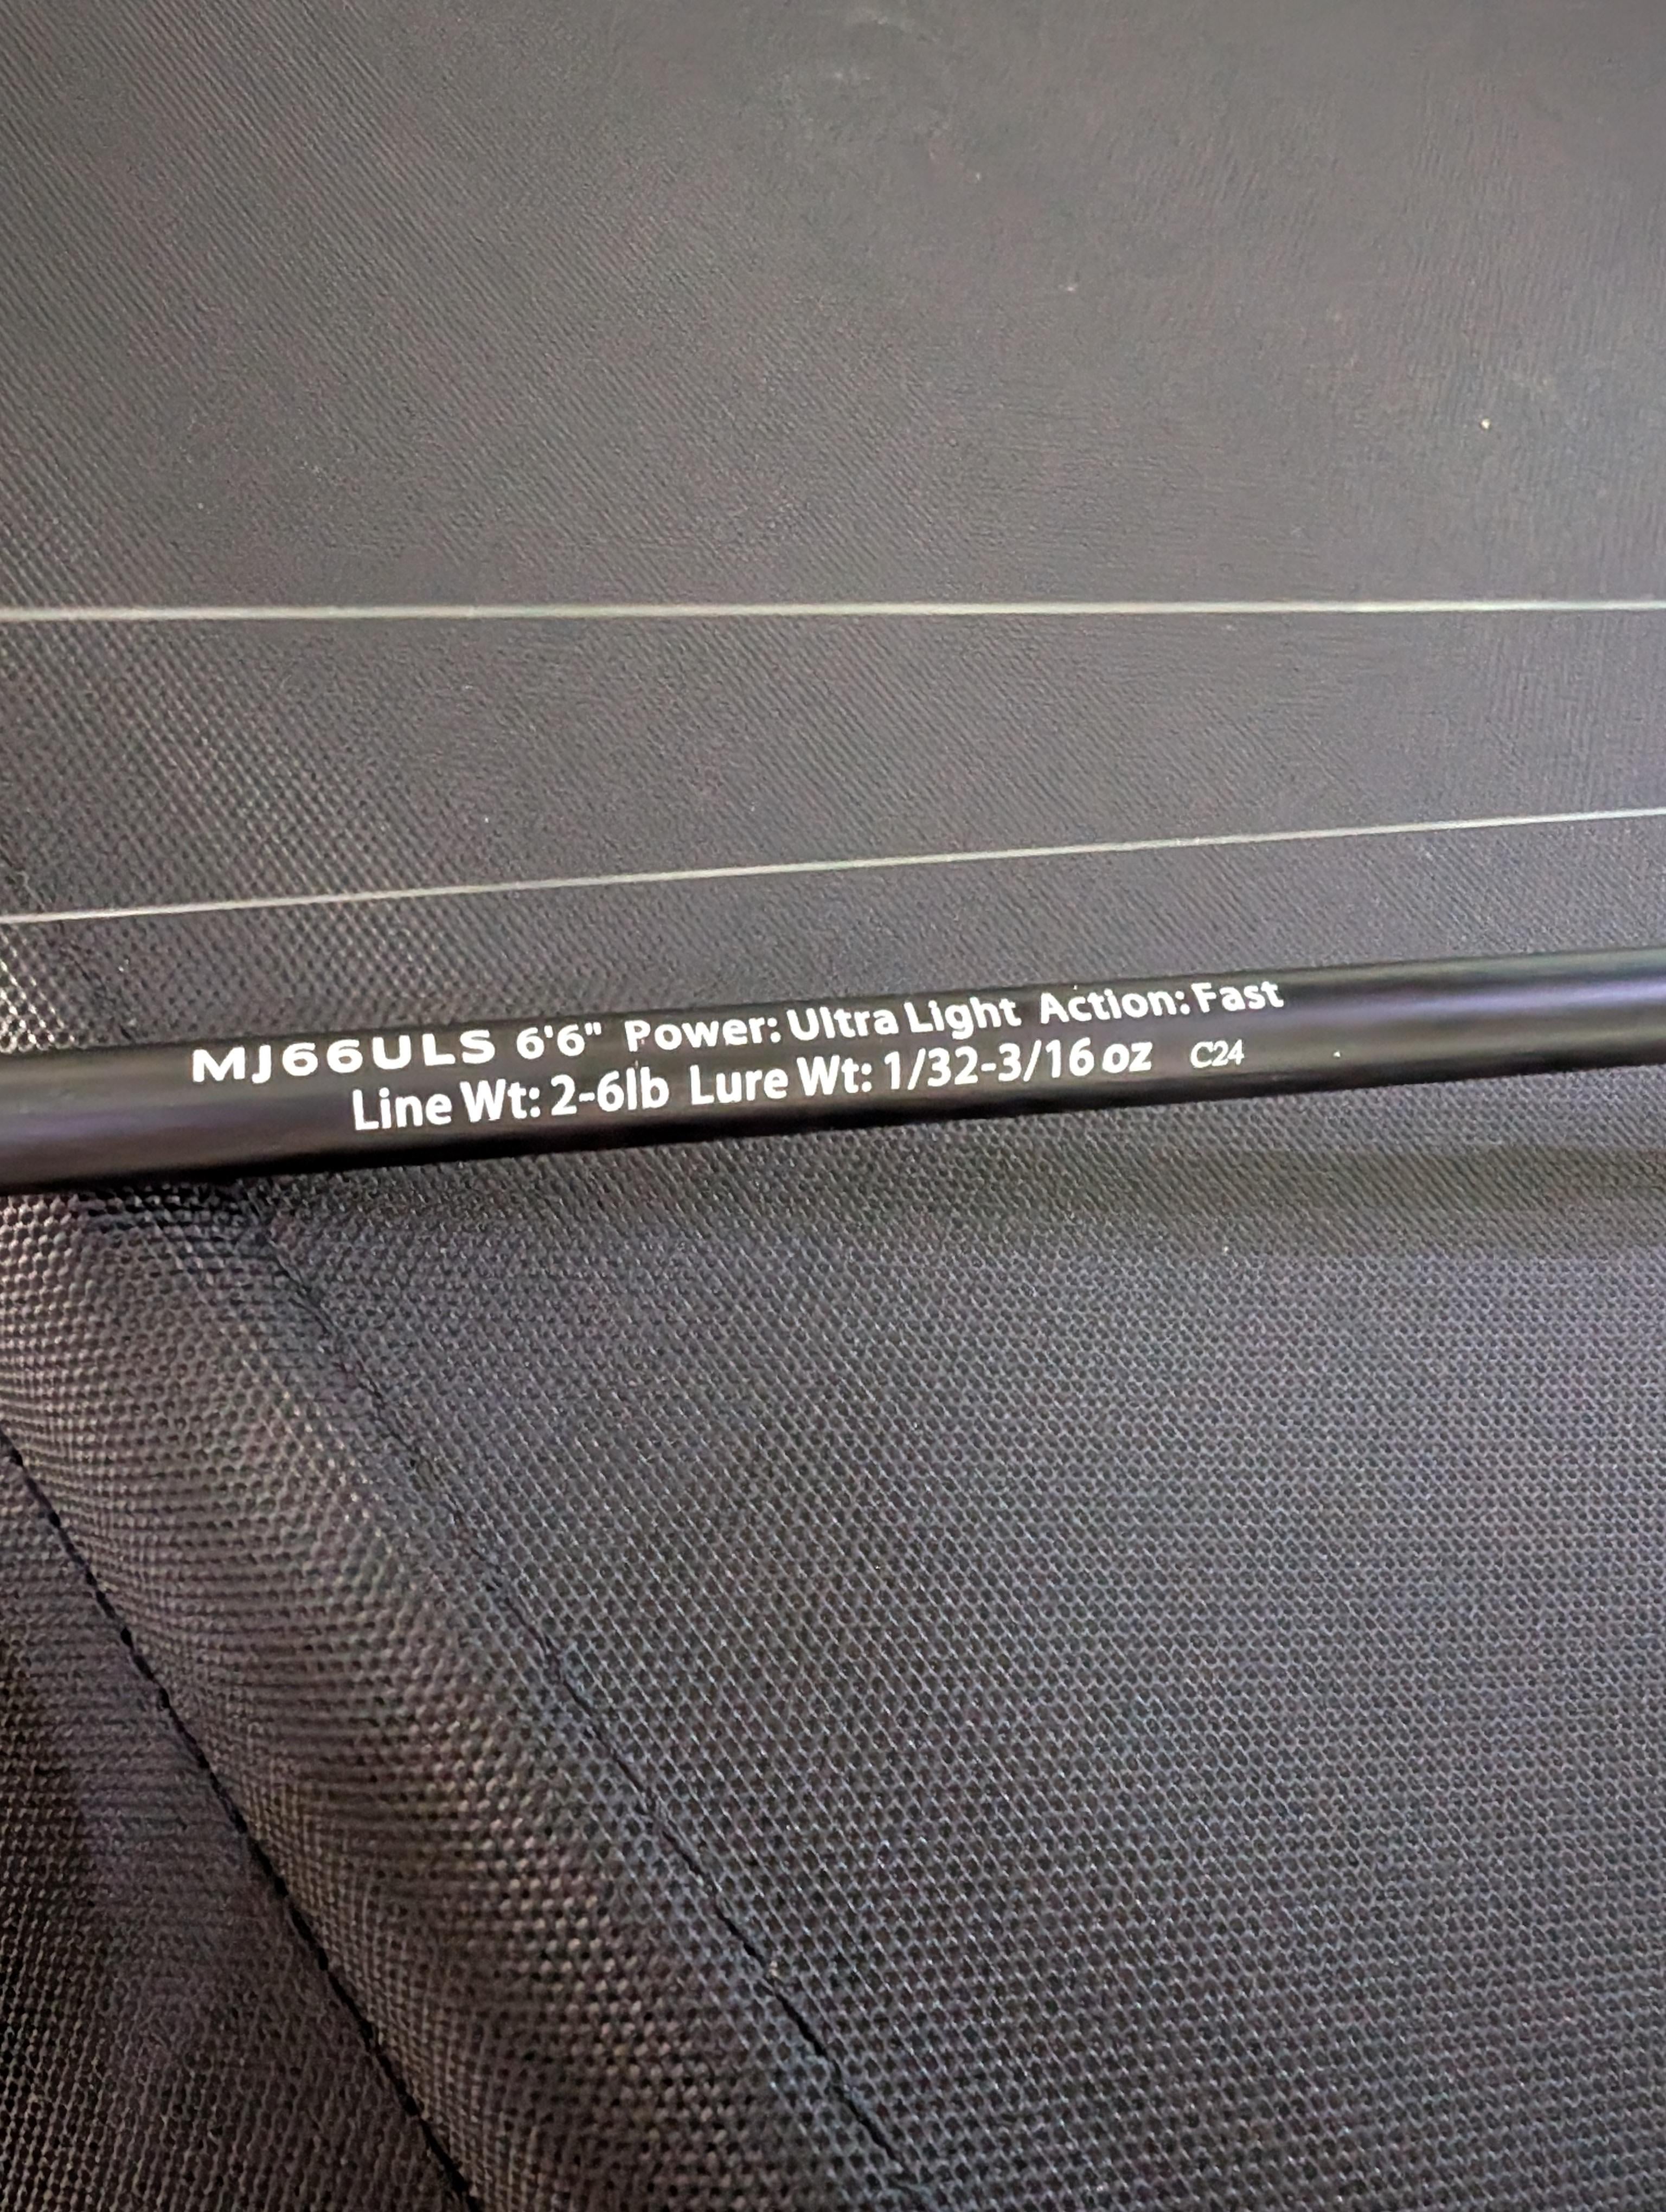 MJ66ULS 6'6" Power: Ultra Light Action: Fast
Line Wt: 2-6lb Lure Wt: 1/32-3/16 oz C24